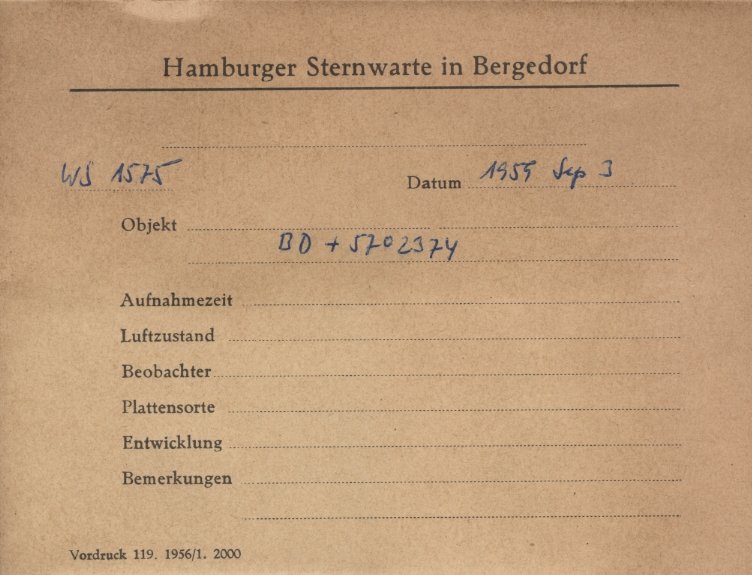 Hamburger Sternwarte in Bergedorf
WS 1575
Datum 1959 Sep 3
Objekt
BD + 57°2374
Aufnahmezeit
Luftzustand
Beobachter
Plattensorte
Entwicklung
Bemerkungen
Vordruck 119. 1956/1. 2000